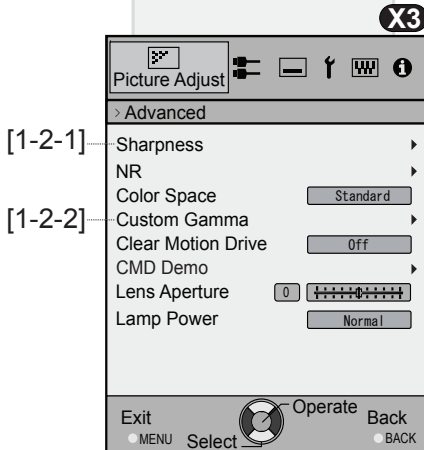 X3
Picture Adjust
> Advanced
[1-2-1] Sharpness
NR
Color Space Standard
[1-2-2] Custom Gamma
Clear Motion Drive Off
CMD Demo
Lens Aperture 0
Lamp Power Normal
Operate
Exit Back
MENU Select BACK